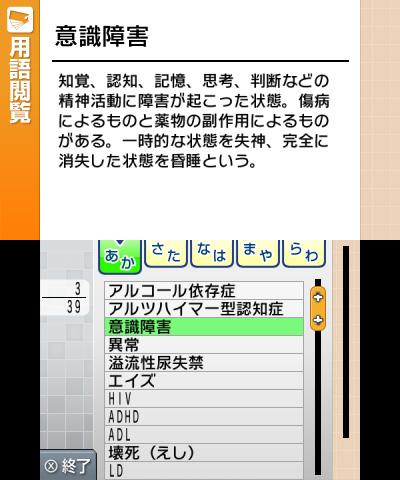 用語閲覧
意識障害
知覚、認知、記憶、思考、判断などの
精神活動に障害が起こった状態。傷病
によるものと薬物の副作用によるもの
がある。一時的な状態を失神、完全に
消失した状態を昏睡という。
あか
さた
なは
まや
らわ
3
39
アルコール依存症
アルツハイマー型認知症
意識障害
異常
溢流性尿失禁
エイズ
HIV
ADHD
ADL
壊死（えし）
LD
Ⓧ終了